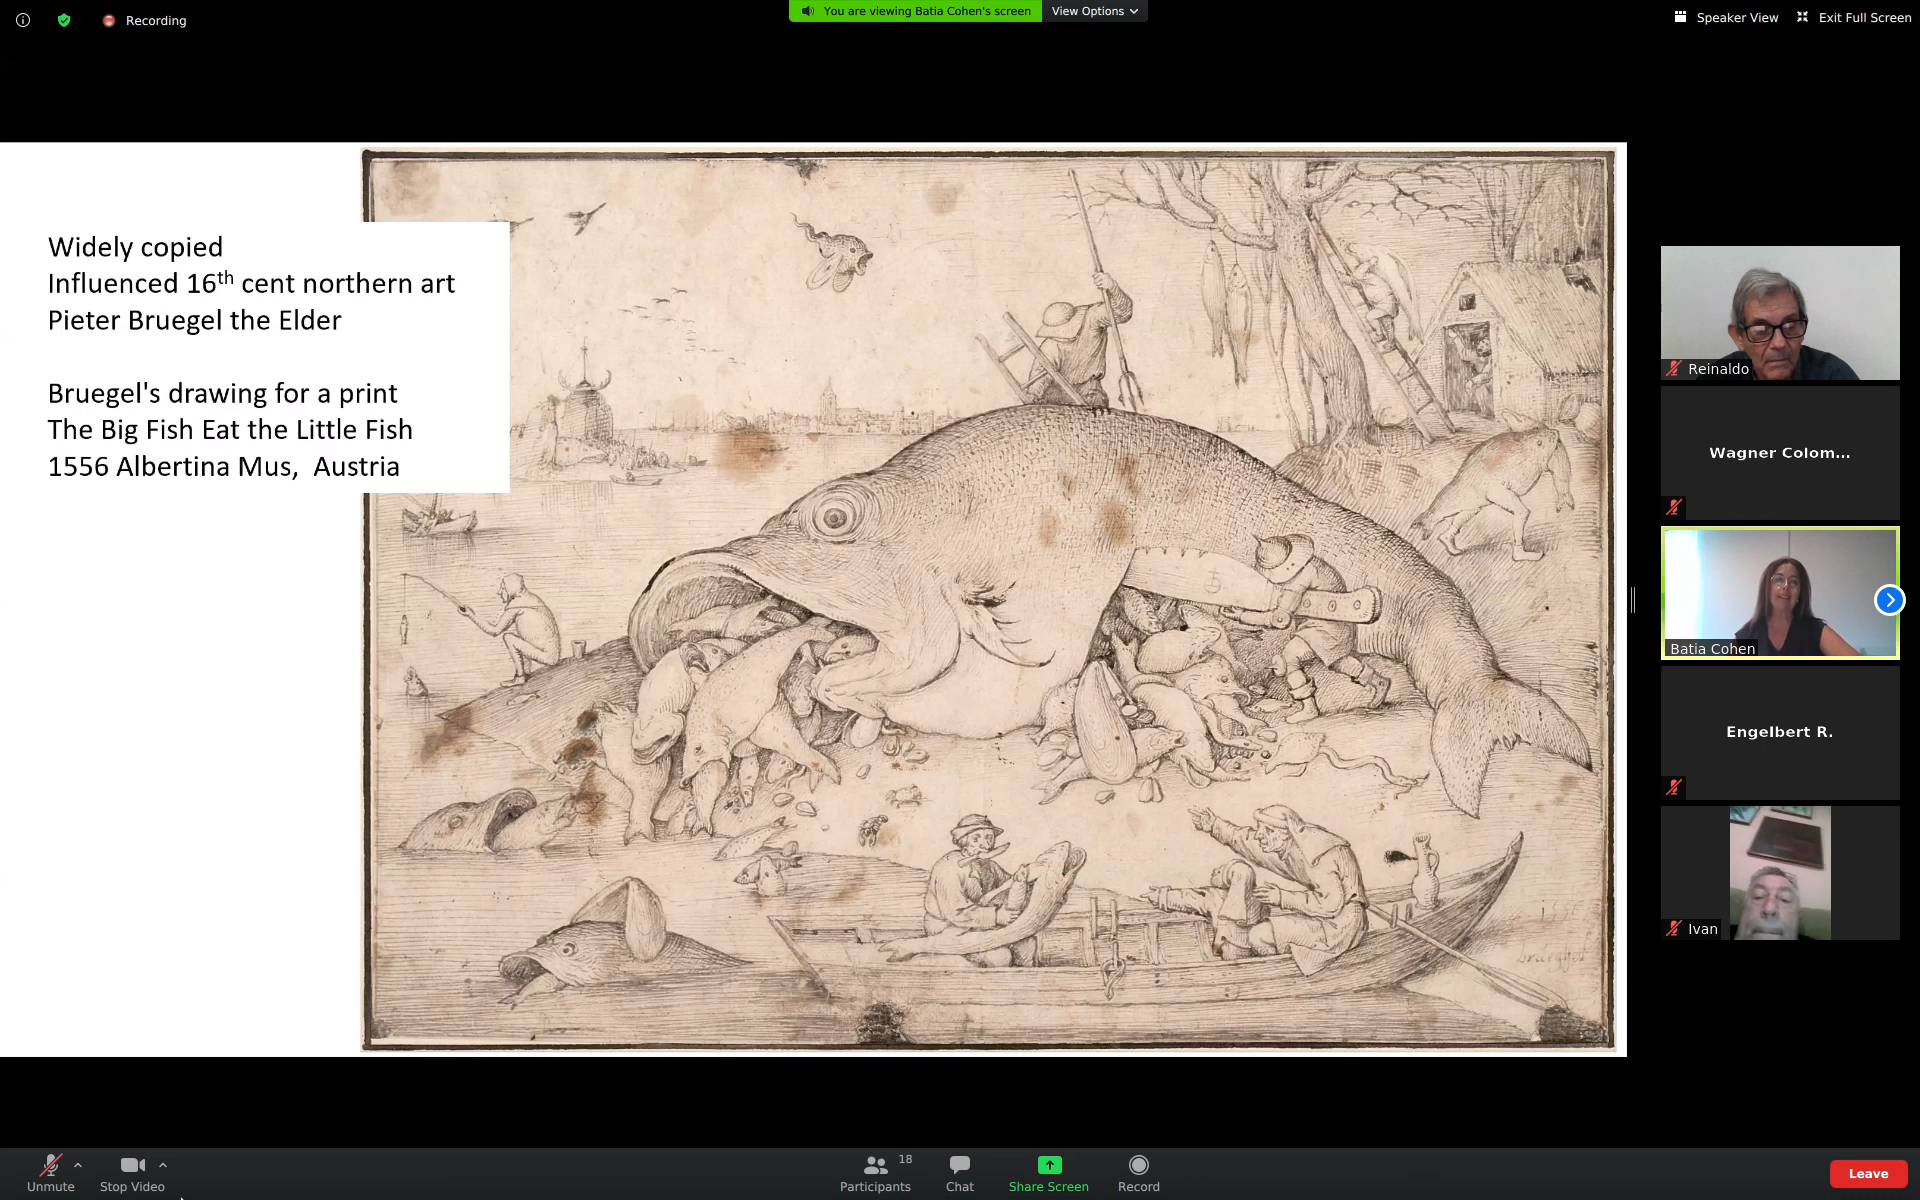 Recording
You are viewing Batia Cohen's screen
View Options
Speaker View
Exit Full Screen
Widely copied
Influenced 16th cent northern art
Pieter Bruegel the Elder
Bruegel's drawing for a print
The Big Fish Eat the Little Fish
1556 Albertina Mus,  Austria
brueghel
Reinaldo
Wagner Colom...
Batia Cohen
Engelbert R.
Ivan
Unmute
Stop Video
Participants
18
Chat
Share Screen
Record
Leave